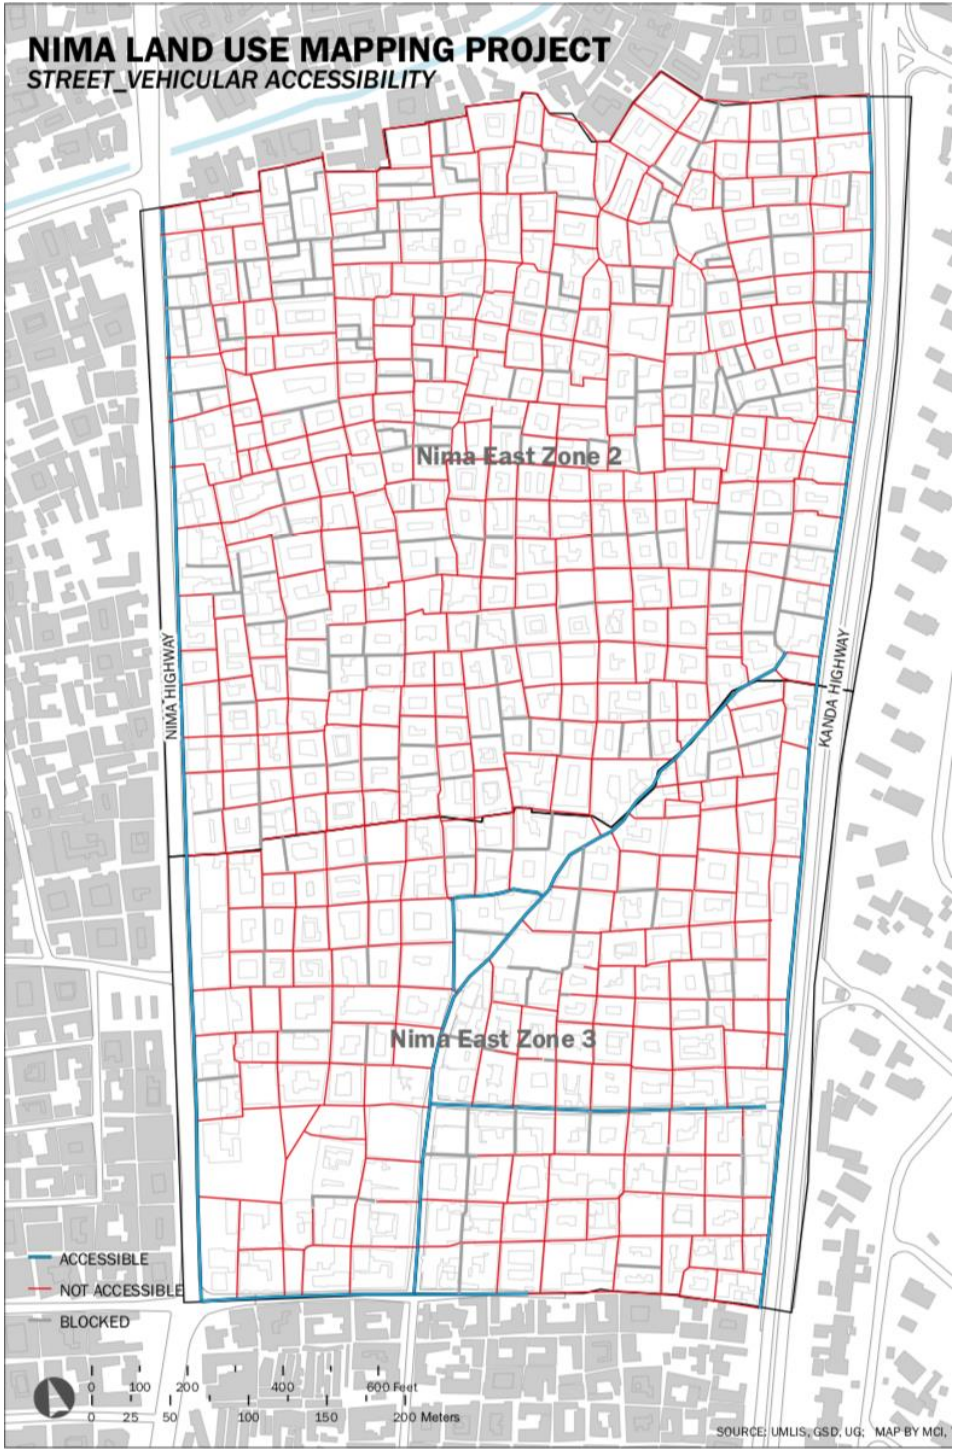 NIMA LAND USE MAPPING PROJECT
STREET_VEHICULAR ACCESSIBILITY
Nima East Zone 2
NIMA HIGHWAY
KANDA HIGHWAY
Nima East Zone 3
ACCESSIBLE
NOT ACCESSIBLE
BLOCKED
0 100 200 400 600 Feet
0 25 50 100 150 200 Meters
SOURCE: UMLIS, GSD, UG; MAP BY MCI,